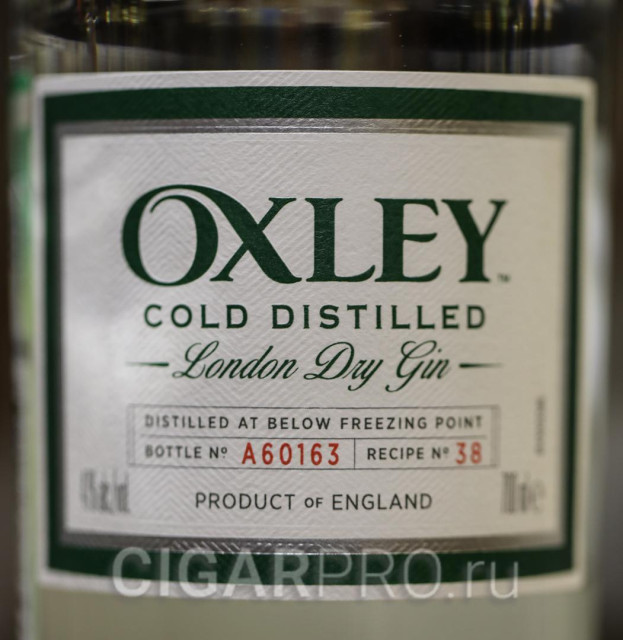 OXLEY™
COLD DISTILLED
London Dry Gin
DISTILLED AT BELOW FREEZING POINT
BOTTLE Nº A60163 RECIPE Nº 38
PRODUCT OF ENGLAND
CIGARPRO.ru